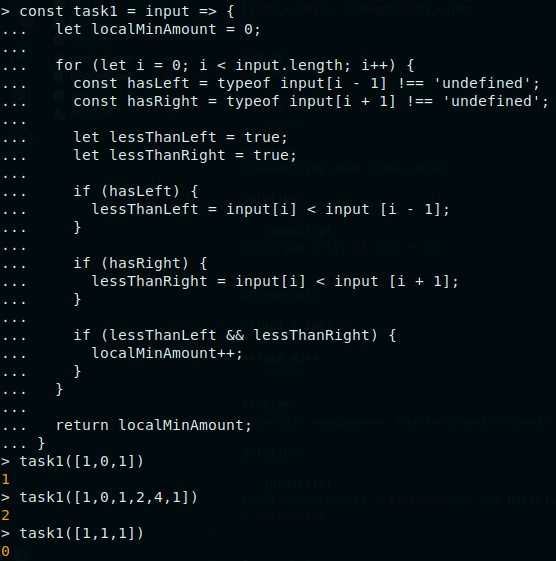 > const task1 = input => {
...   let localMinAmount = 0;
...
...   for (let i = 0; i < input.length; i++) {
...     const hasLeft = typeof input[i - 1] !== 'undefined';
...     const hasRight = typeof input[i + 1] !== 'undefined';
...
...     let lessThanLeft = true;
...     let lessThanRight = true;
...
...     if (hasLeft) {
...       lessThanLeft = input[i] < input [i - 1];
...     }
...
...     if (hasRight) {
...       lessThanRight = input[i] < input [i + 1];
...     }
...
...     if (lessThanLeft && lessThanRight) {
...       localMinAmount++;
...     }
...   }
...
...   return localMinAmount;
... }
> task1([1,0,1])
1
> task1([1,0,1,2,4,1])
2
> task1([1,1,1])
0